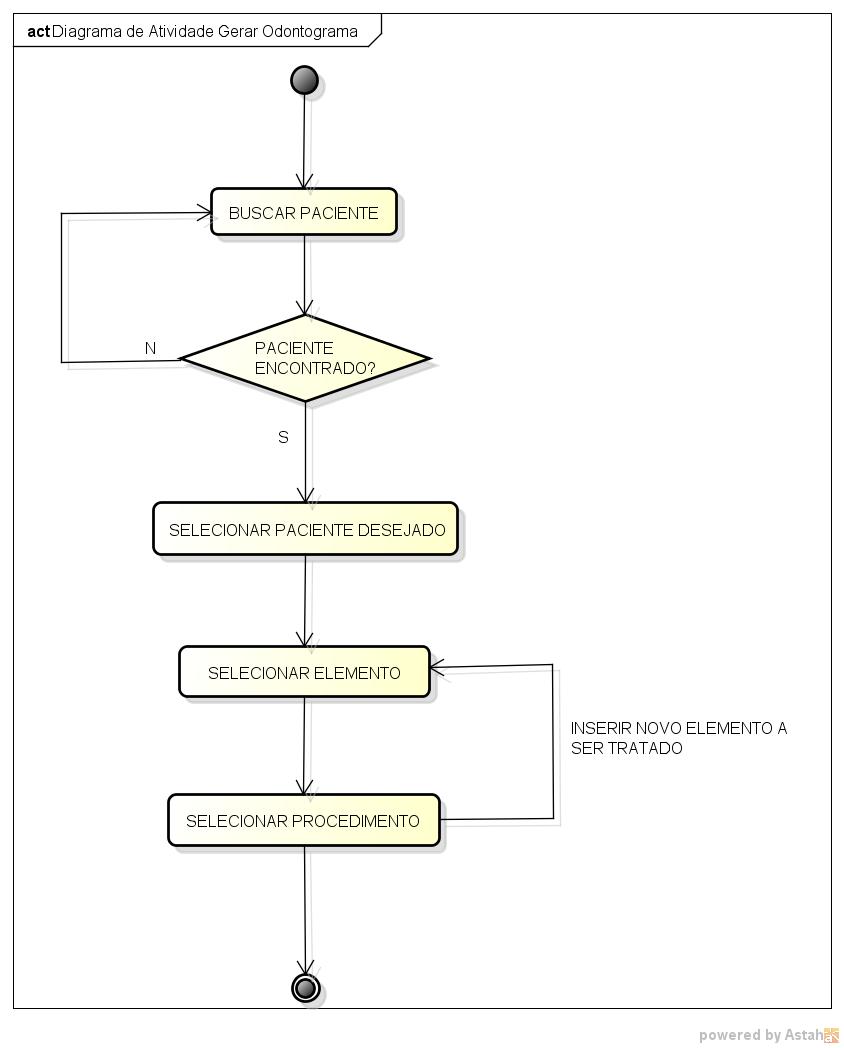 act Diagrama de Atividade Gerar Odontograma
BUSCAR PACIENTE
N
PACIENTE
ENCONTRADO?
S
SELECIONAR PACIENTE DESEJADO
SELECIONAR ELEMENTO
INSERIR NOVO ELEMENTO A
SER TRATADO
SELECIONAR PROCEDIMENTO
powered by Astah